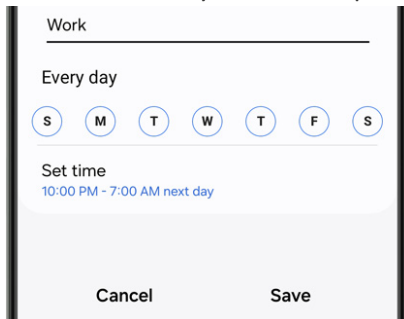 Work
Every day
S M T W T F S
Set time
10:00 PM - 7:00 AM next day
Cancel Save